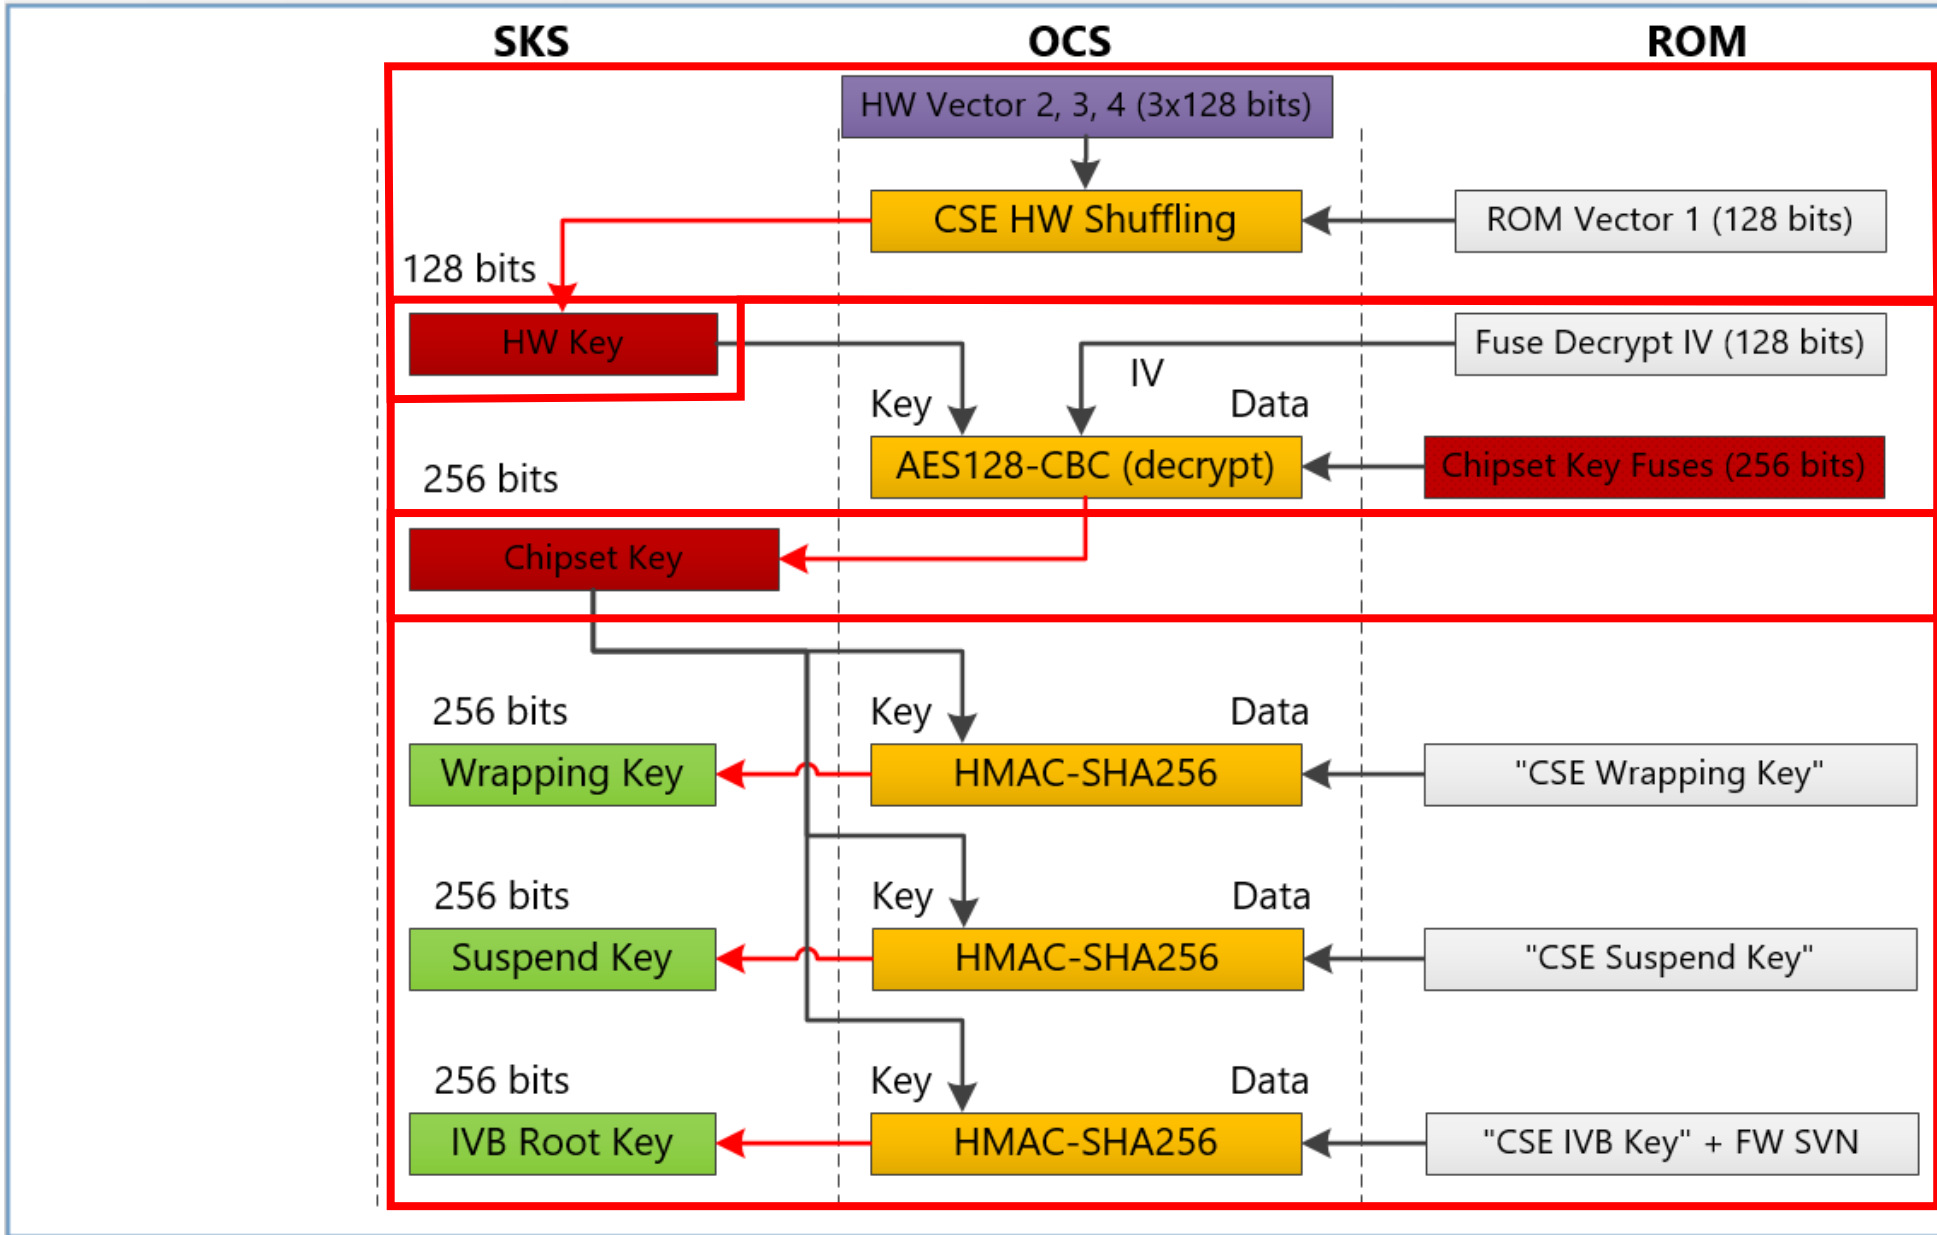 SKS OCS ROM
HW Vector 2, 3, 4 (3x128 bits)
CSE HW Shuffling
ROM Vector 1 (128 bits)
128 bits
HW Key
Fuse Decrypt IV (128 bits)
IV
Key
Data
256 bits
AES128-CBC (decrypt)
Chipset Key Fuses (256 bits)
Chipset Key
256 bits
Key
Data
Wrapping Key
HMAC-SHA256
"CSE Wrapping Key"
256 bits
Key
Data
Suspend Key
HMAC-SHA256
"CSE Suspend Key"
256 bits
Key
Data
IVB Root Key
HMAC-SHA256
"CSE IVB Key" + FW SVN